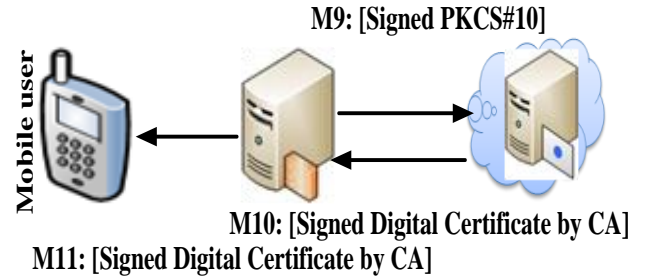 M9: [Signed PKCS#10]
Mobile user
M10: [Signed Digital Certificate by CA]
M11: [Signed Digital Certificate by CA]